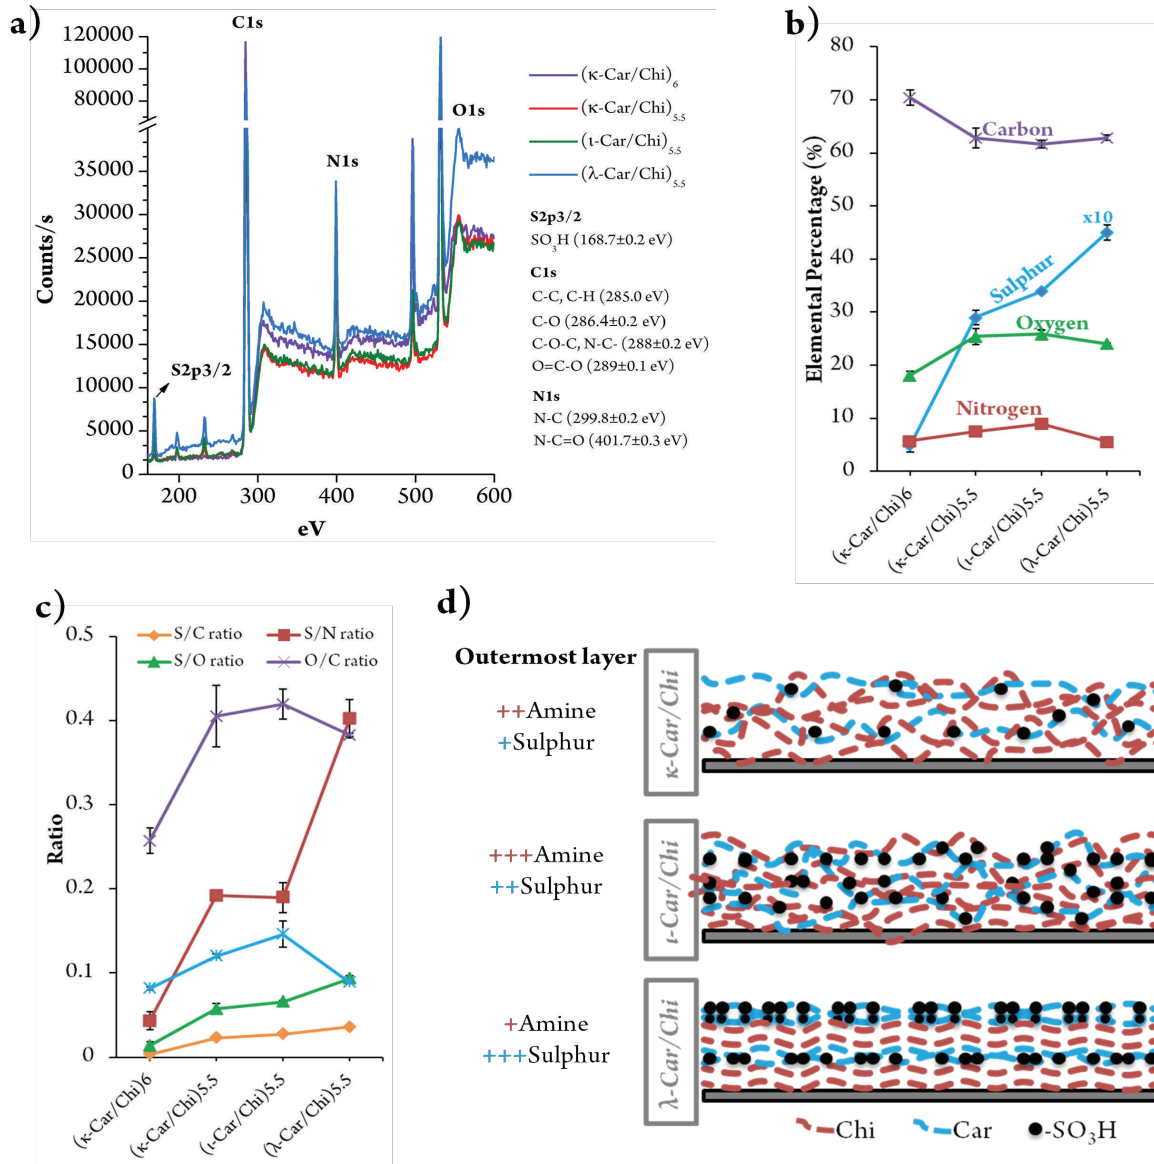 a)
C1s
120000
100000
80000
35000
30000
25000
20000
15000
10000
5000
0
Counts/s
200
300
400
500
600
eV
S2p3/2
N1s
O1s
(κ-Car/Chi)6
(κ-Car/Chi)5.5
(ι-Car/Chi)5.5
(λ-Car/Chi)5.5
S2p3/2
SO3H (168.7±0.2 eV)
C1s
C-C, C-H (285.0 eV)
C-O (286.4±0.2 eV)
C-O-C, N-C- (288±0.2 eV)
O=C-O (289±0.1 eV)
N1s
N-C (299.8±0.2 eV)
N-C=O (401.7±0.3 eV)
b)
80
70
60
50
40
30
20
10
0
Elemental Percentage (%)
Carbon
x10
Sulphur
Oxygen
Nitrogen
(κ-Car/Chi)6
(κ-Car/Chi)5.5
(ι-Car/Chi)5.5
(λ-Car/Chi)5.5
c)
0.5
0.4
0.3
0.2
0.1
0
Ratio
S/C ratio
S/N ratio
S/O ratio
O/C ratio
(κ-Car/Chi)6
(κ-Car/Chi)5.5
(ι-Car/Chi)5.5
(λ-Car/Chi)5.5
d)
Outermost layer
++Amine
+Sulphur
κ-Car/Chi
+++Amine
++Sulphur
ι-Car/Chi
+Amine
+++Sulphur
λ-Car/Chi
Chi
Car
-SO3H